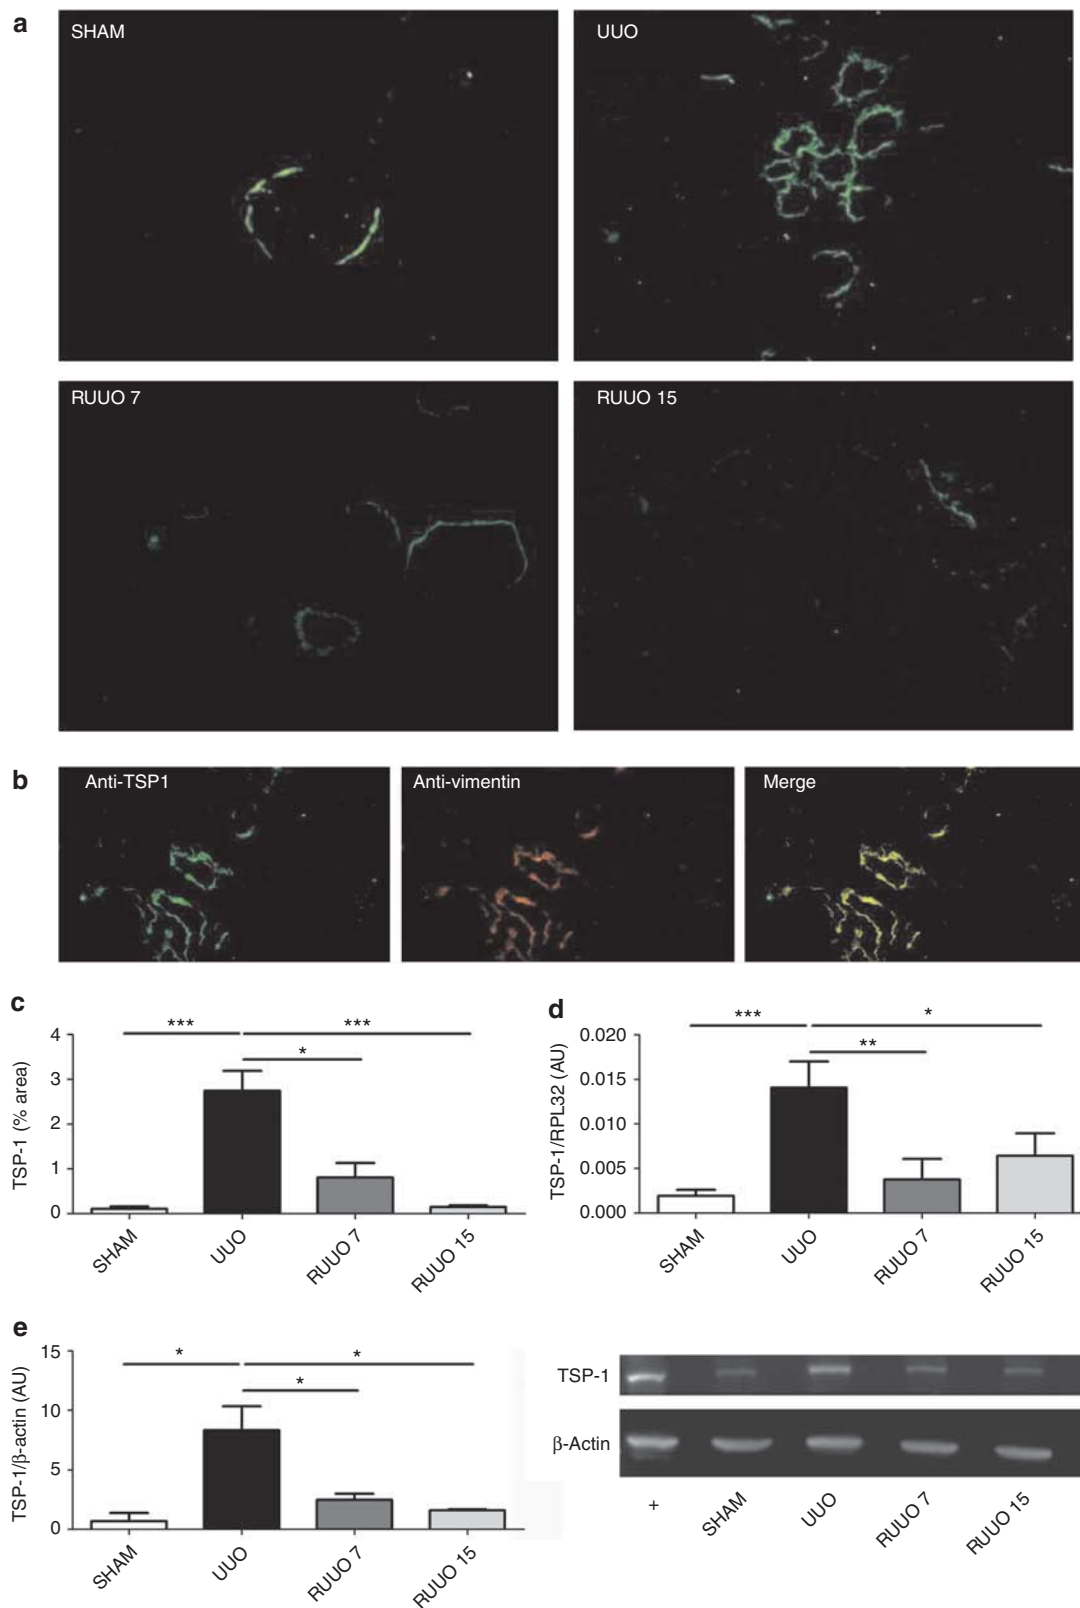 a
SHAM
UUO
RUUO 7
RUUO 15
b
Anti-TSP1
Anti-vimentin
Merge
c
***
***
*
4
3
2
1
0
TSP-1 (% area)
SHAM
UUO
RUUO 7
RUUO 15
d
***
*
**
0.020
0.015
0.010
0.005
0.000
TSP-1/RPL32 (AU)
SHAM
UUO
RUUO 7
RUUO 15
e
*
*
*
15
10
5
0
TSP-1/β-actin (AU)
SHAM
UUO
RUUO 7
RUUO 15
TSP-1
β-Actin
+
SHAM
UUO
RUUO 7
RUUO 15